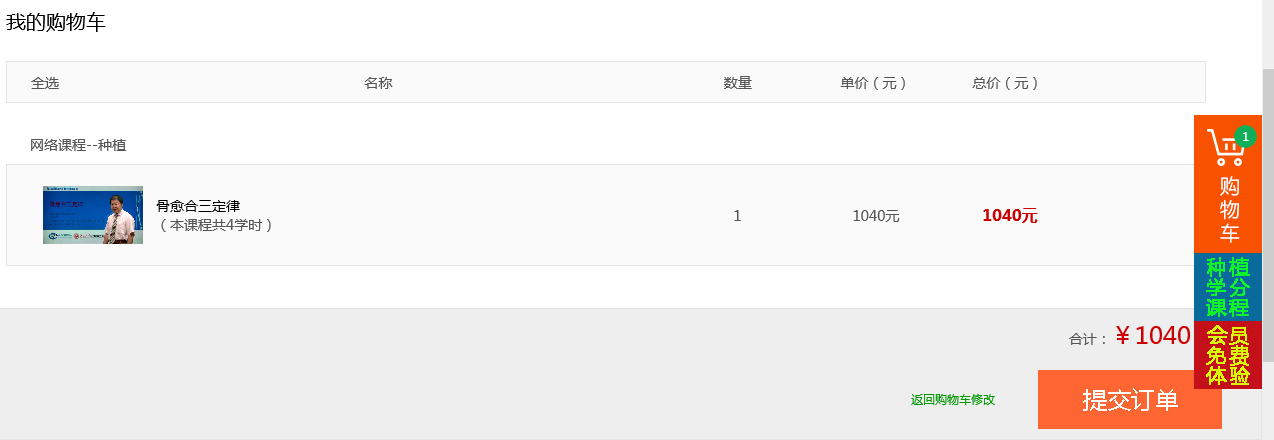 我的购物车
全选 名称 数量 单价（元） 总价（元）
1
购物车
网络课程--种植
骨愈合三定律
（本课程共4学时）
1 1040元 1040元
种植
学分
课程
合计： ￥1040
会员
免费
体验
返回购物车修改
提交订单